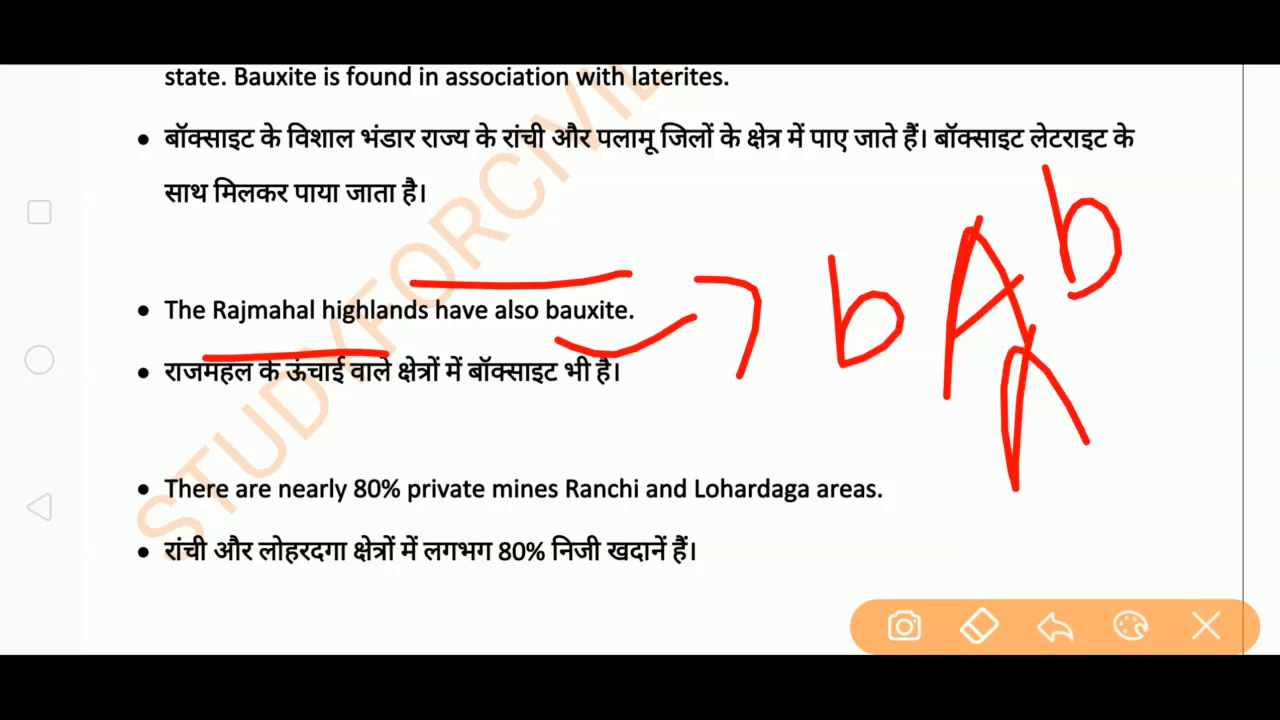 state. Bauxite is found in association with laterites.
• बॉक्साइट के विशाल भंडार राज्य के रांची और पलामू जिलों के क्षेत्र में पाए जाते हैं। बॉक्साइट लेटराइट के
साथ मिलकर पाया जाता है।
• The Rajmahal highlands have also bauxite.
• राजमहल के ऊंचाई वाले क्षेत्रों में बॉक्साइट भी है।
• There are nearly 80% private mines Ranchi and Lohardaga areas.
• रांची और लोहरदगा क्षेत्रों में लगभग 80% निजी खदानें हैं।
STUDYFORCIVIL
b A b